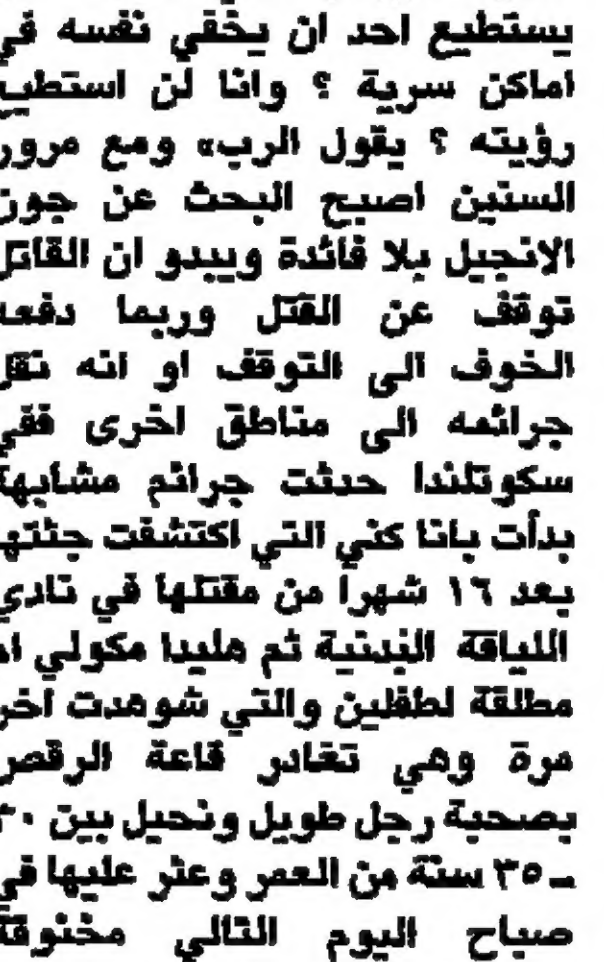 يستطيع احد ان يخفي نفسه في
اماكن سرية ؟ وانا لن استطيع
رؤيته ؟ يقول الرب» ومع مرور
السنين اصبح البحث عن جون
الانجيل بلا فائدة ويبدو ان القاتل
توقف عن القتل وربما دفعه
الخوف الى التوقف او انه نقل
جرائمه الى مناطق اخرى ففي
سكوتلندا حدثت جرائم مشابهة
بدأت بانا كني التي اكتشفت جثتها
بعد ١٦ شهرا من مقتلها في نادي
اللياقة البدنية ثم هليدا مكولي ام
مطلقة لطفلين والتي شوهدت آخر
مرة وهي تغادر قاعة الرقص
بصحبة رجل طويل ونحيل بين ٣٠
ـ ٣٥ سنة من العمر وعثر عليها في
صباح اليوم التالي مخنوقة